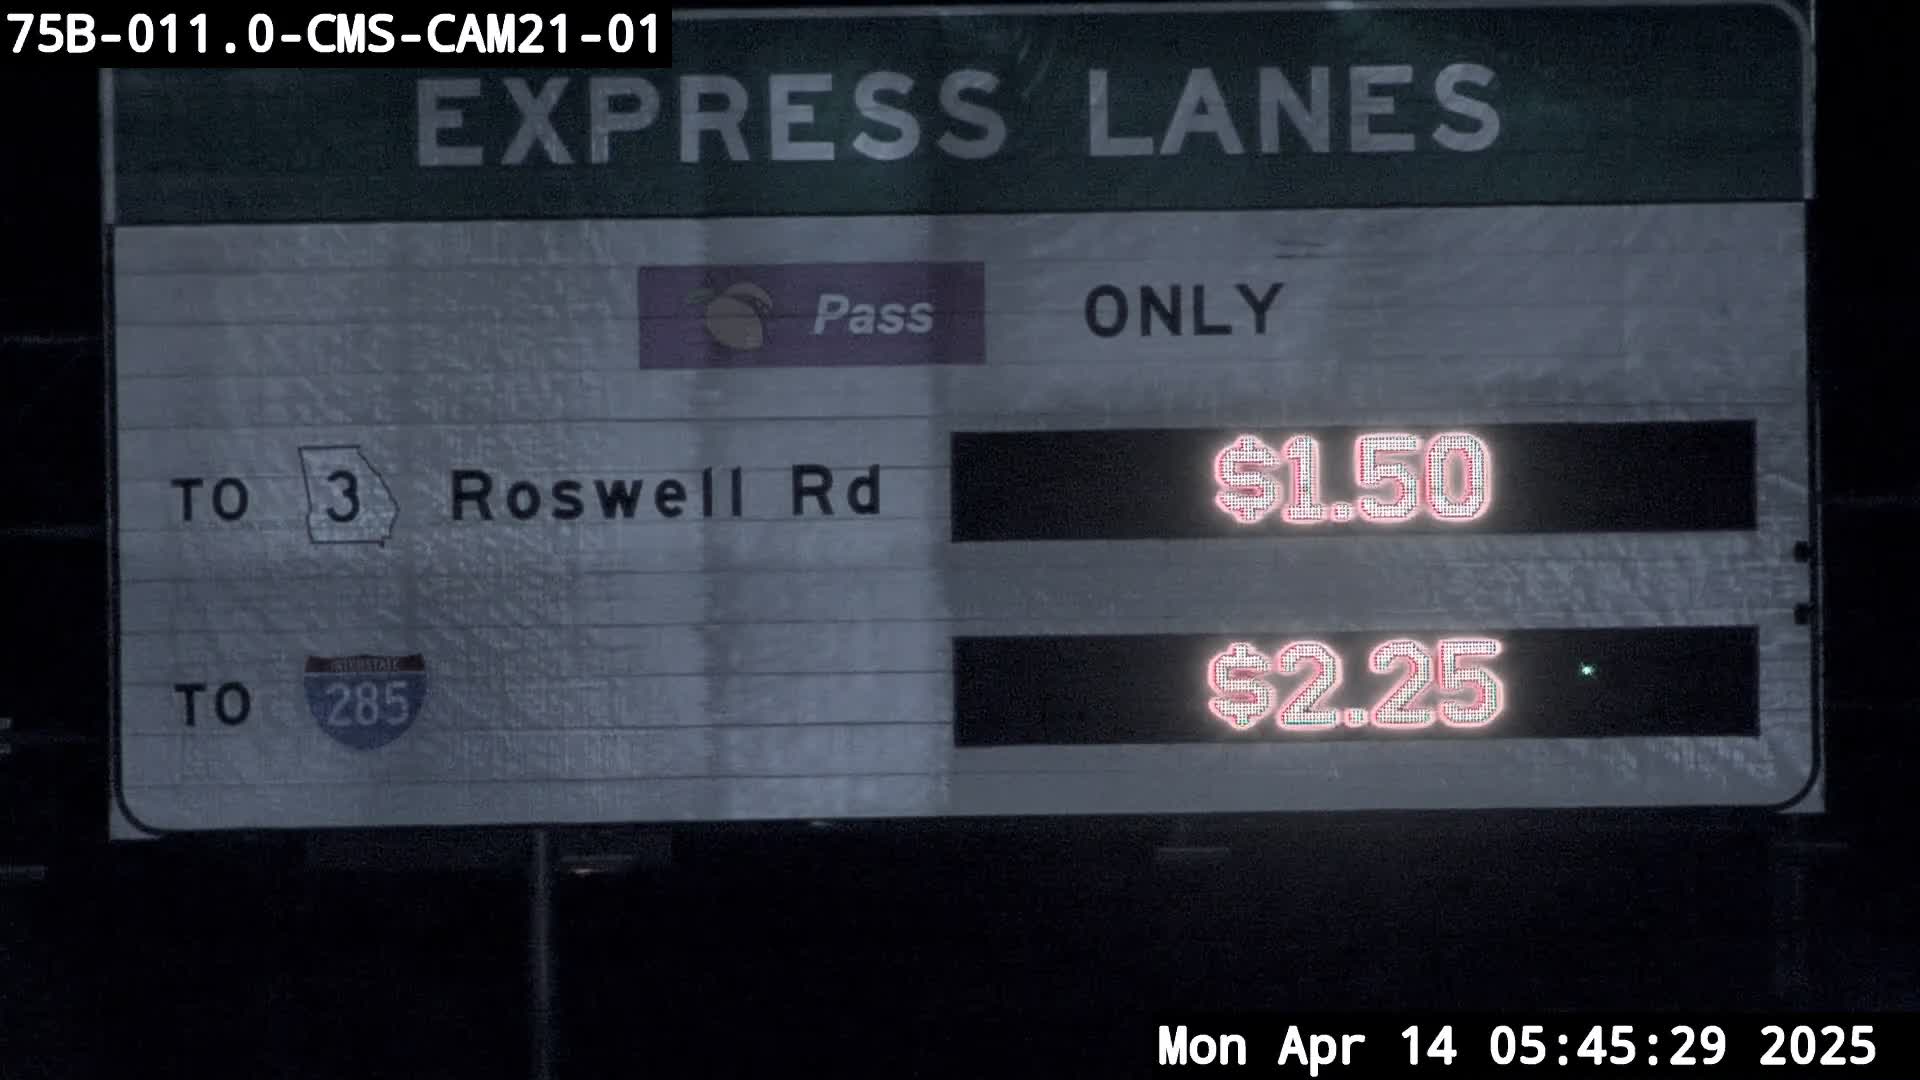 75B-011.0-CMS-CAM21-01
EXPRESS LANES
Pass ONLY
TO 3 Roswell Rd $1.50
INTERSTATE
TO 285 $2.25
Mon Apr 14 05:45:29 2025